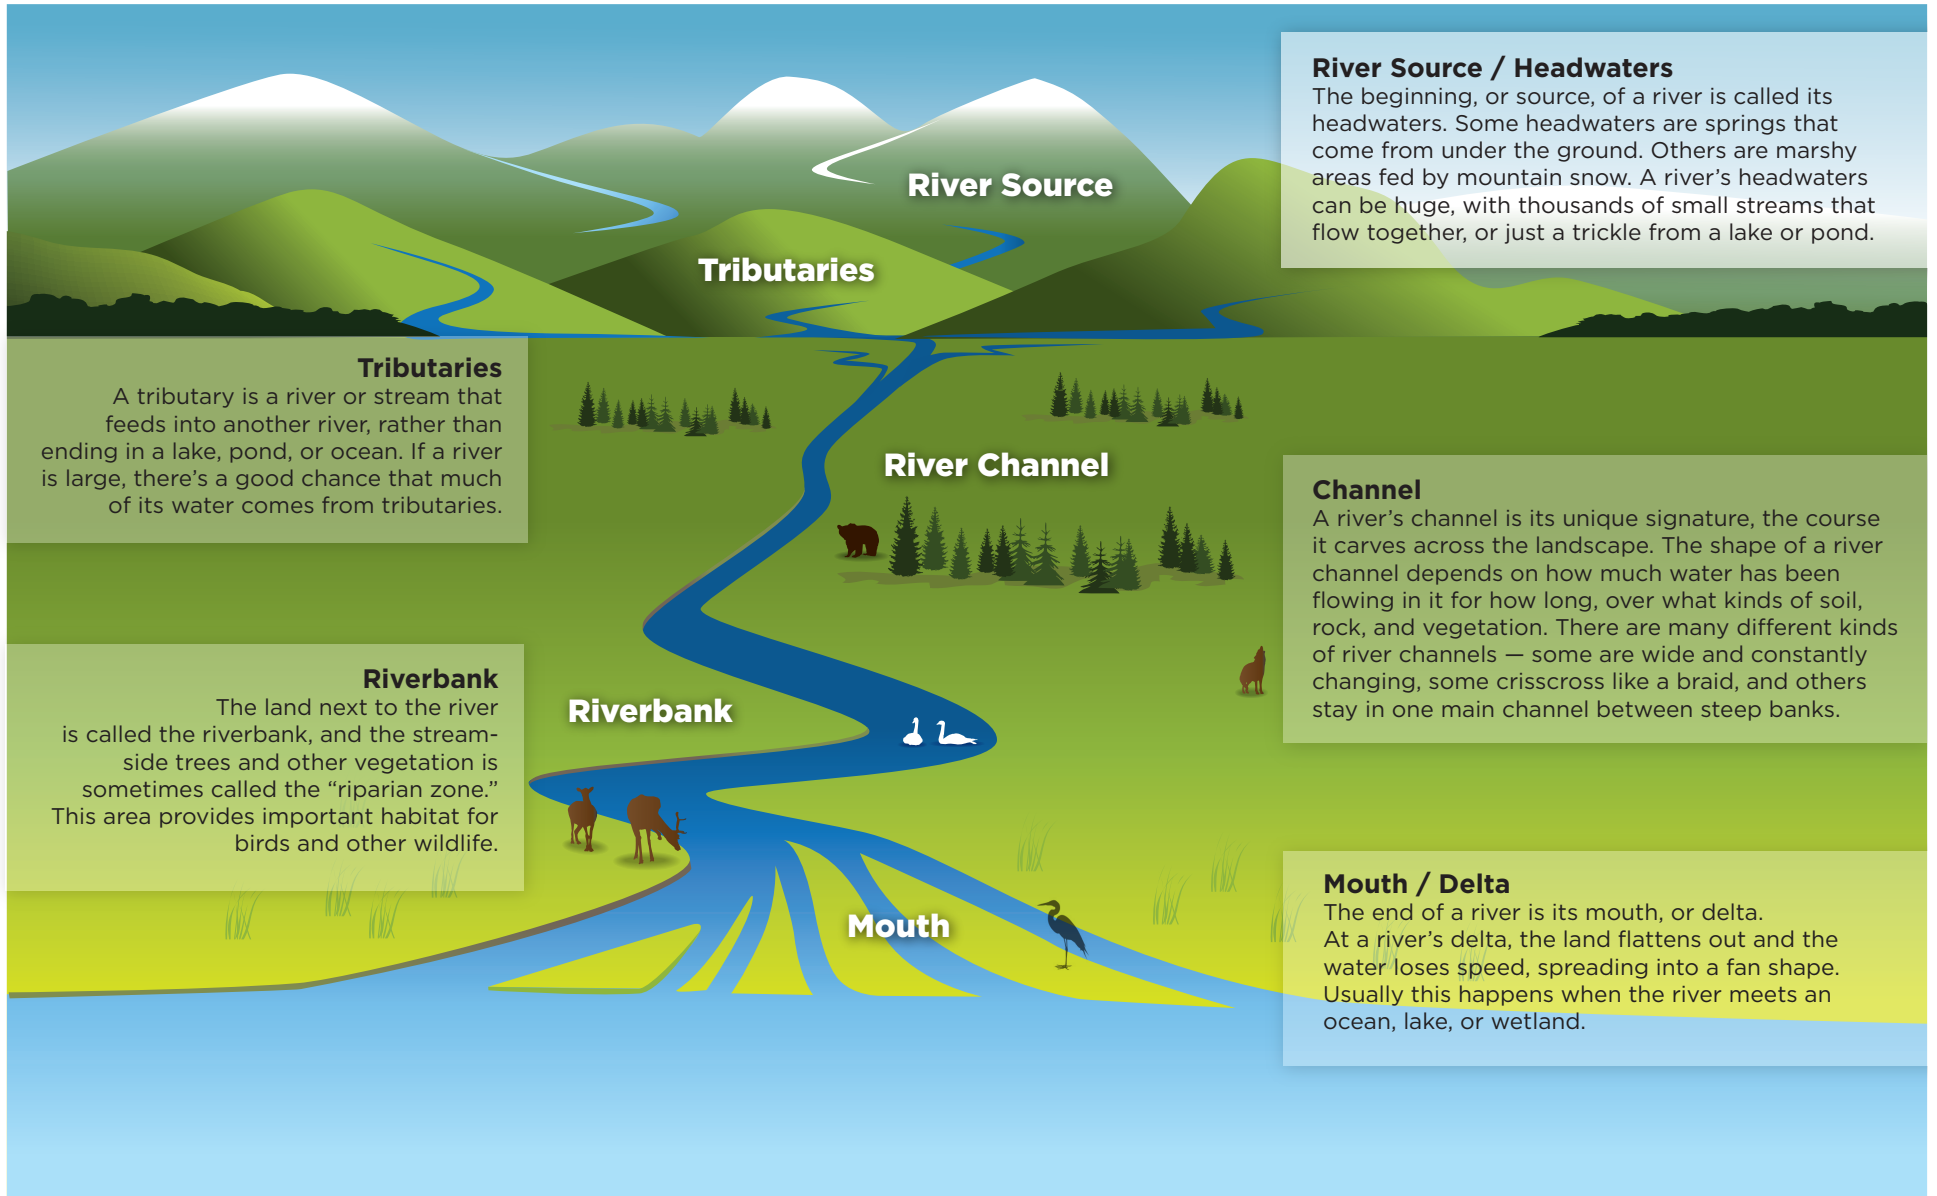 River Source / Headwaters
The beginning, or source, of a river is called its
headwaters. Some headwaters are springs that
come from under the ground. Others are marshy
areas fed by mountain snow. A river’s headwaters
can be huge, with thousands of small streams that
flow together, or just a trickle from a lake or pond.
River Source
Tributaries
Tributaries
A tributary is a river or stream that
feeds into another river, rather than
ending in a lake, pond, or ocean. If a river
is large, there’s a good chance that much
of its water comes from tributaries.
River Channel
Channel
A river’s channel is its unique signature, the course
it carves across the landscape. The shape of a river
channel depends on how much water has been
flowing in it for how long, over what kinds of soil,
rock, and vegetation. There are many different kinds
of river channels — some are wide and constantly
changing, some crisscross like a braid, and others
stay in one main channel between steep banks.
Riverbank
The land next to the river
is called the riverbank, and the stream-
side trees and other vegetation is
sometimes called the “riparian zone.”
This area provides important habitat for
birds and other wildlife.
Riverbank
Mouth / Delta
The end of a river is its mouth, or delta.
At a river’s delta, the land flattens out and the
water loses speed, spreading into a fan shape.
Usually this happens when the river meets an
ocean, lake, or wetland.
Mouth